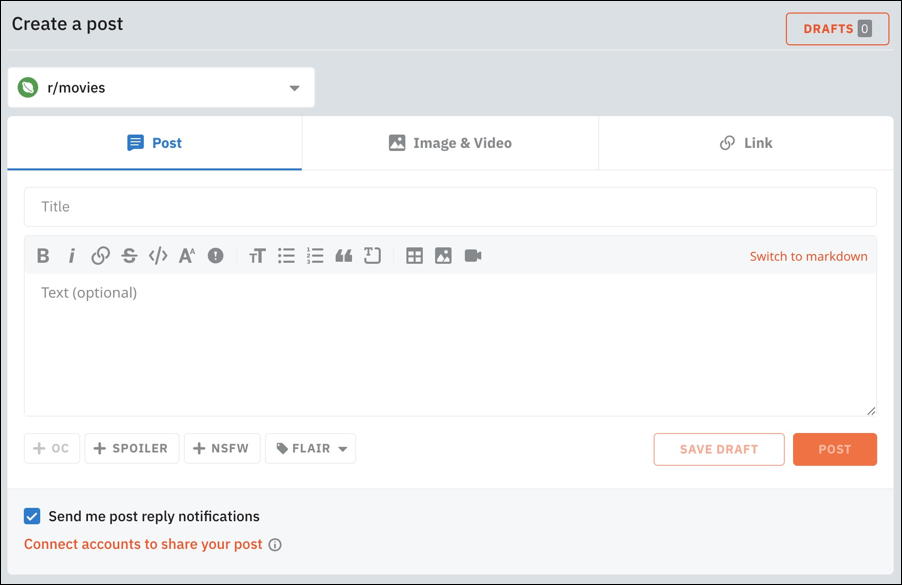 Create a post
DRAFTS 0
r/movies
Post
Image & Video
Link
Title
Switch to markdown
Text (optional)
OC
SPOILER
NSFW
FLAIR
SAVE DRAFT
POST
Send me post reply notifications
Connect accounts to share your post